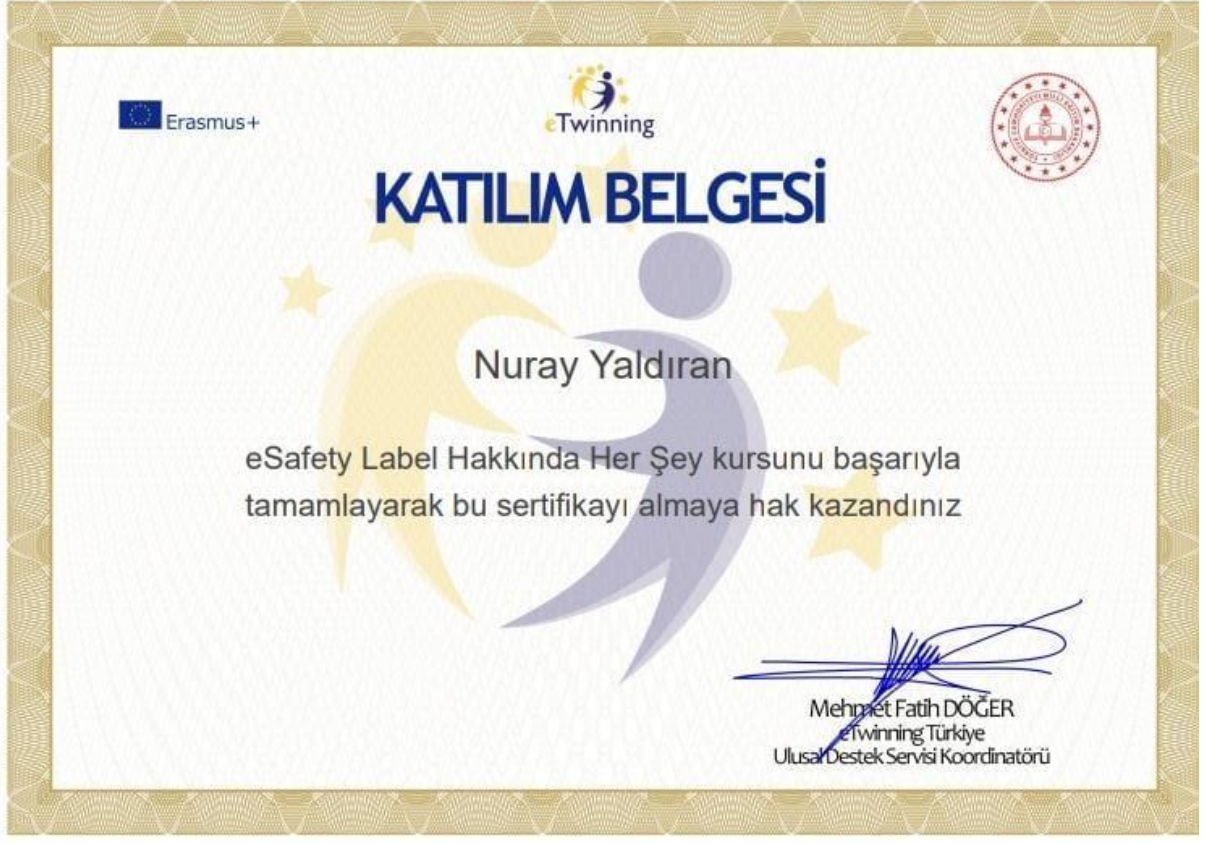 Erasmus+
eTwinning
KATILIM BELGESİ
Nuray Yaldıran
eSafety Label Hakkında Her Şey kursunu başarıyla
tamamlayarak bu sertifikayı almaya hak kazandınız
Mehmet Fatih DÖĞER
eTwinning Türkiye
Ulusal Destek Servisi Koordinatörü